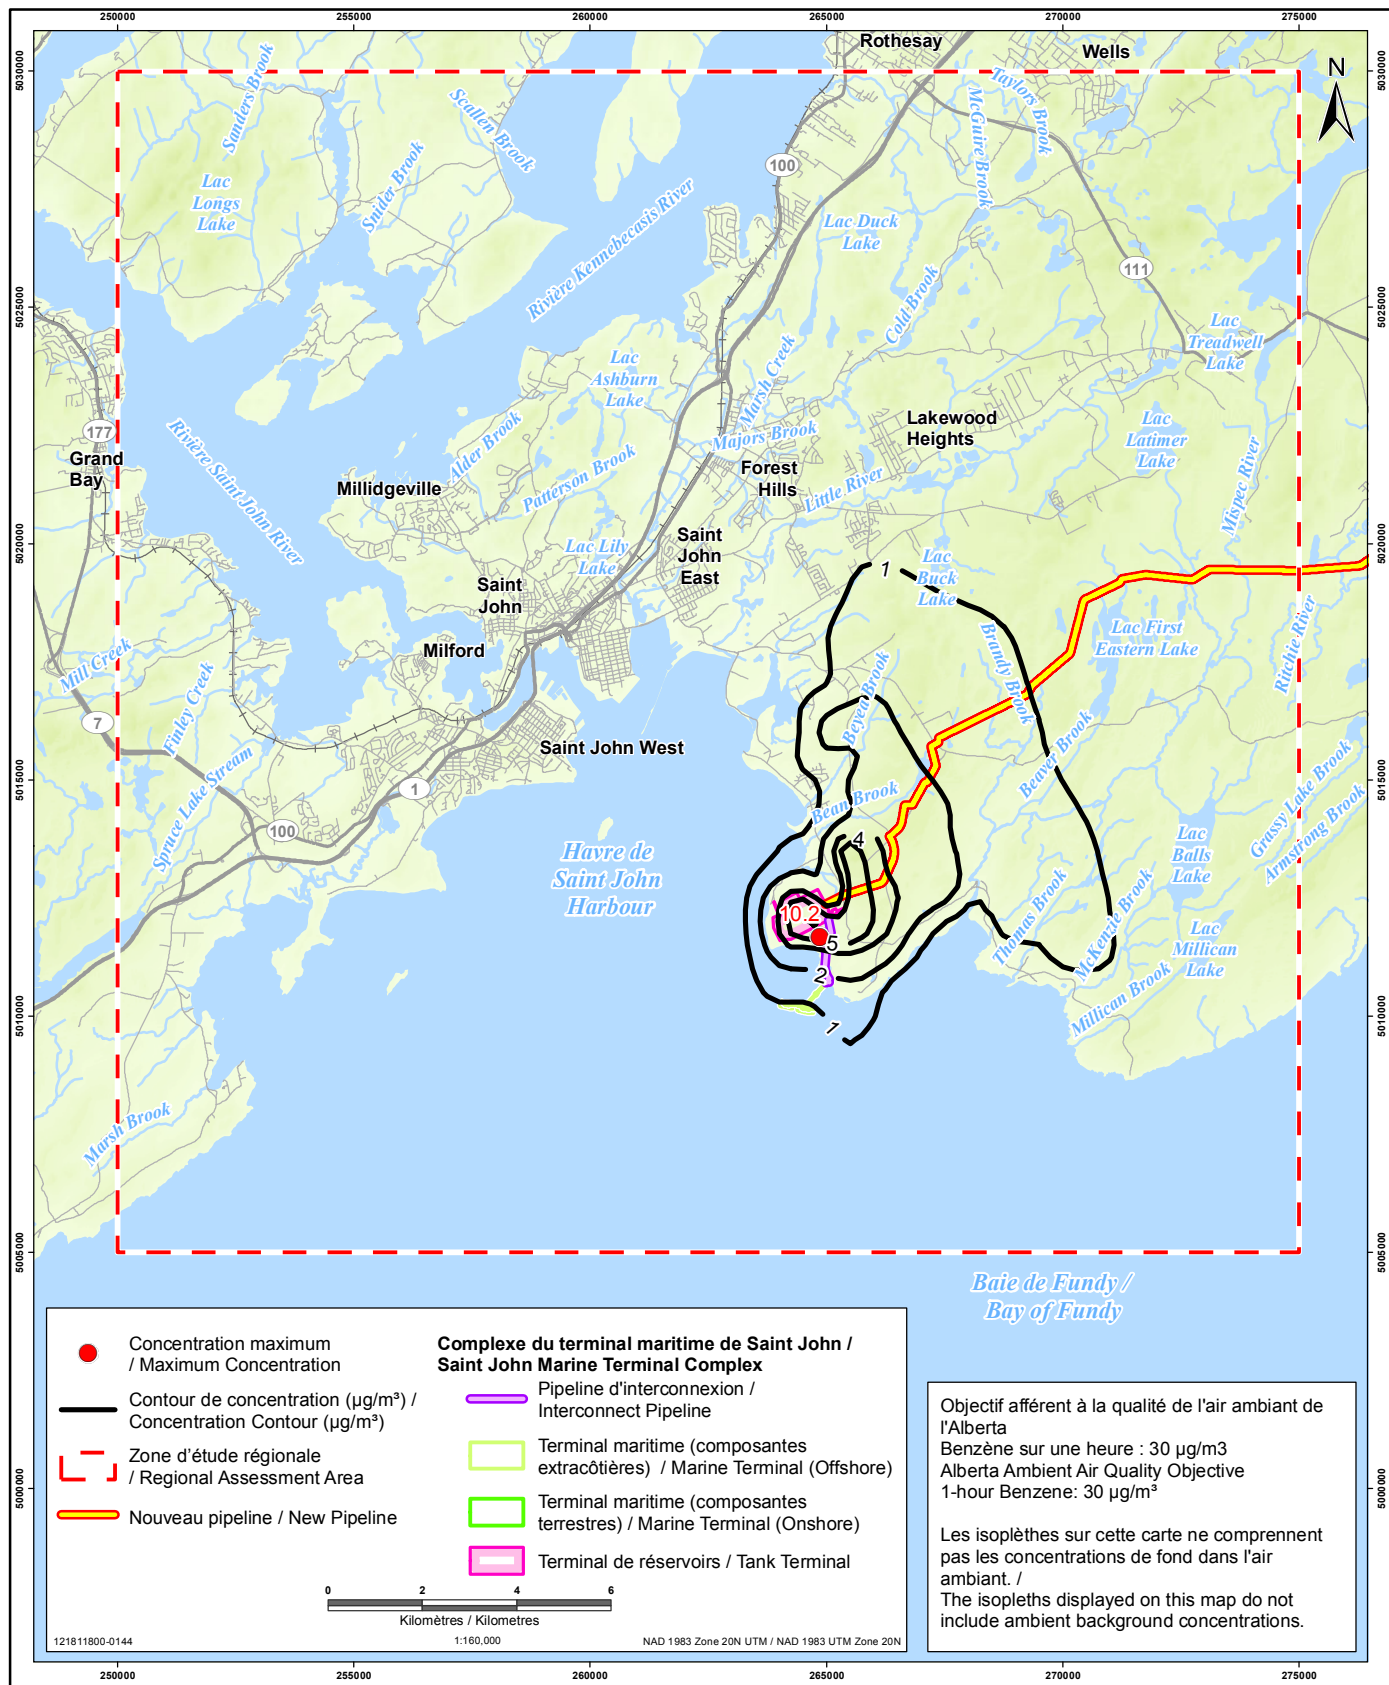 250000
255000
260000
265000
270000
275000
5030000
5025000
5020000
5015000
5010000
5005000
5000000
5030000
5025000
5020000
5015000
5010000
5005000
5000000
Rothesay
Wells
N
Sanders Brook
Scallen Brook
Snider Brook
Taylors Brook
McGuire Brook
100
Lac
Longs
Lake
Rivière Kennebecasis River
Lac Duck
Lake
111
Cold Brook
Lac
Treadwell
Lake
Lac
Ashburn
Lake
Marsh Creek
177
Grand
Bay
Rivière Saint John River
Alder Brook
Majors Brook
Lakewood
Heights
Lac
Latimer
Lake
Millidgeville
Patterson Brook
Forest
Hills
Little River
Mispec River
Saint
John
East
Lac Lily
Lake
Lac
Buck
Lake
1
Saint
John
Milford
Brandy Brook
Lac First
Eastern Lake
Ritchie River
Mill Creek
Finley Creek
7
Beyea Brook
Saint John West
Beaver Brook
Spruce Lake Stream
1
100
Bean Brook
Grassy Lake Brook
Armstrong Brook
4
Lac
Balls
Lake
Havre de
Saint John
Harbour
10.2
5
2
1
Thomas Brook
McKenzie Brook
Lac
Millican
Lake
Millican Brook
Marsh Brook
Baie de Fundy /
Bay of Fundy
Concentration maximum
/ Maximum Concentration
Contour de concentration (µg/m³) /
Concentration Contour (µg/m³)
Zone d'étude régionale
/ Regional Assessment Area
Nouveau pipeline / New Pipeline
Complexe du terminal maritime de Saint John /
Saint John Marine Terminal Complex
Pipeline d'interconnexion /
Interconnect Pipeline
Terminal maritime (composantes
extracôtières) / Marine Terminal (Offshore)
Terminal maritime (composantes
terrestres) / Marine Terminal (Onshore)
Terminal de réservoirs / Tank Terminal
0 2 4 6
Kilomètres / Kilometres
121811800-0144
1:160,000
NAD 1983 Zone 20N UTM / NAD 1983 UTM Zone 20N
Objectif afférent à la qualité de l'air ambiant de
l'Alberta
Benzène sur une heure : 30 µg/m3
Alberta Ambient Air Quality Objective
1-hour Benzene: 30 µg/m³
Les isoplèthes sur cette carte ne comprennent
pas les concentrations de fond dans l'air
ambiant. /
The isopleths displayed on this map do not
include ambient background concentrations.
250000
255000
260000
265000
270000
275000